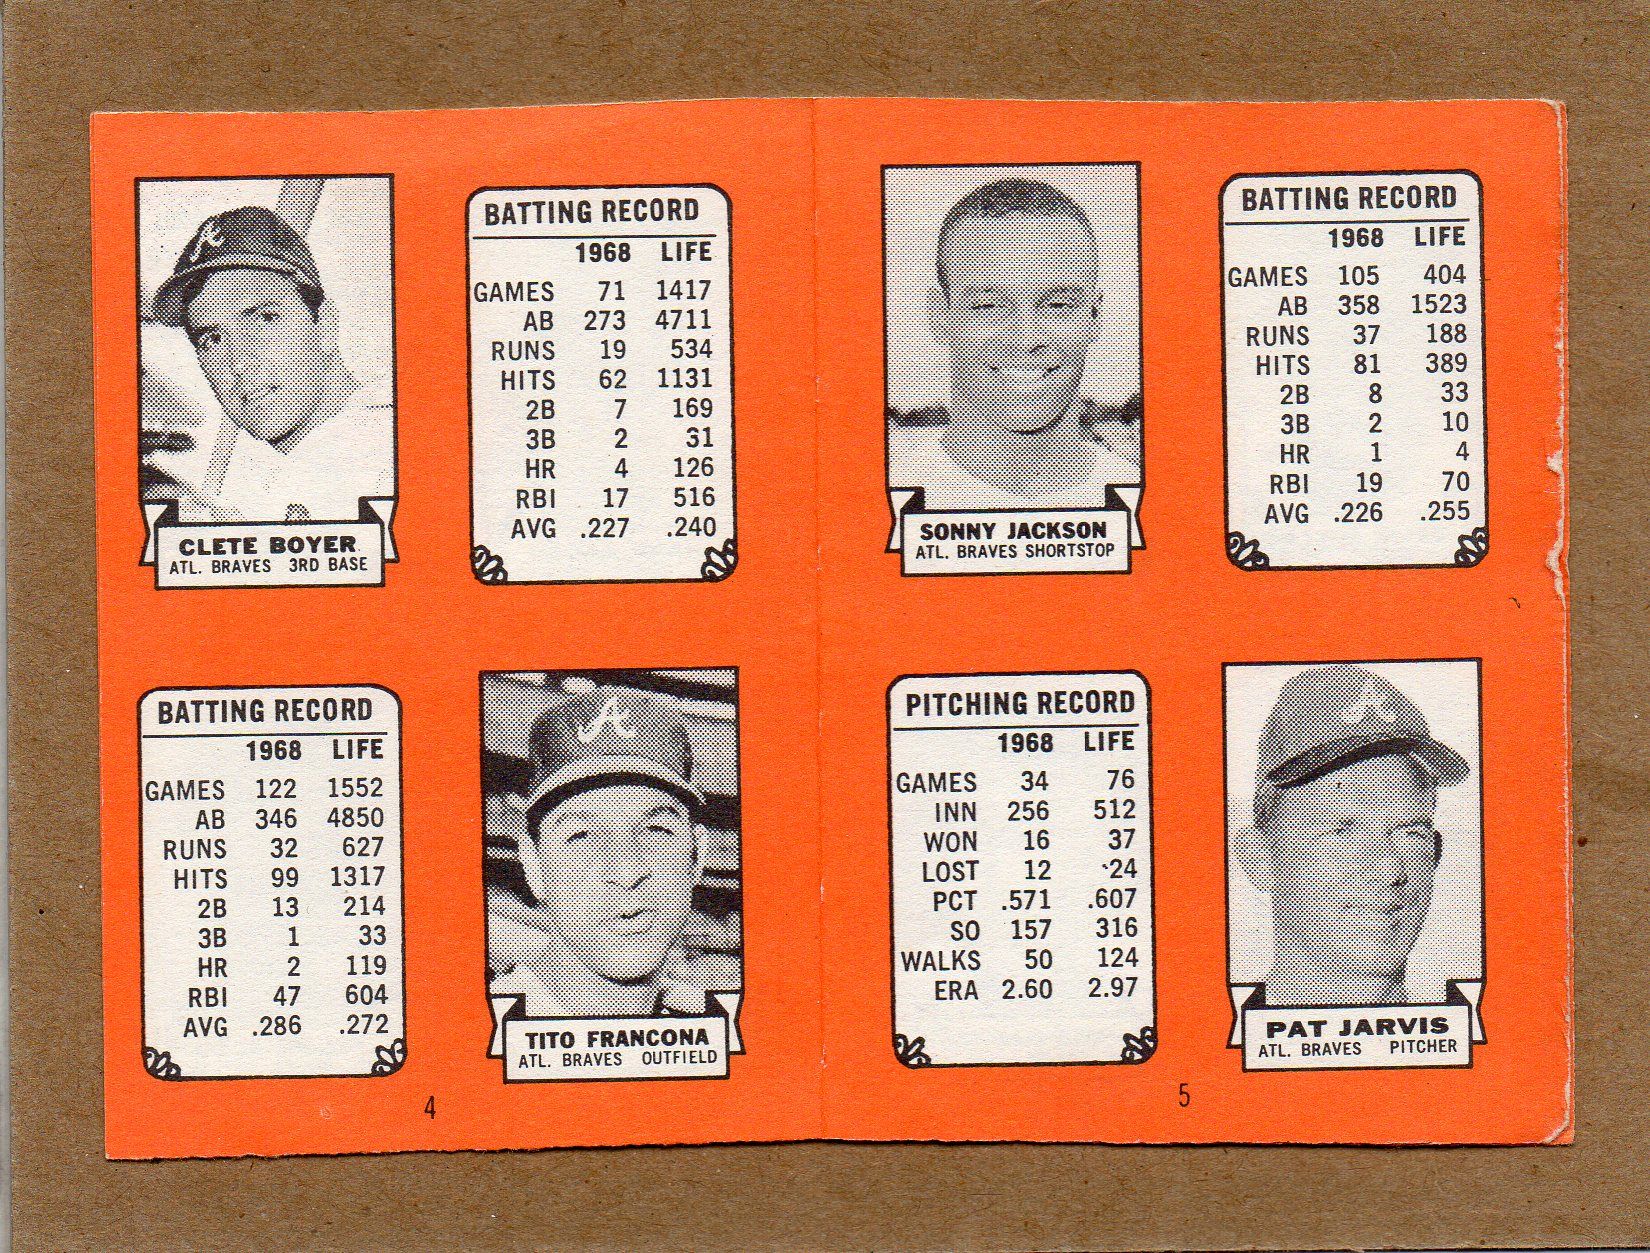 BATTING RECORD
1968 LIFE
GAMES 71 1417
AB 273 4711
RUNS 19 534
HITS 62 1131
2B 7 169
3B 2 31
HR 4 126
RBI 17 516
AVG .227 .240
A
CLETE BOYER
ATL. BRAVES 3RD BASE
BATTING RECORD
1968 LIFE
GAMES 122 1552
AB 346 4850
RUNS 32 627
HITS 99 1317
2B 13 214
3B 1 33
HR 2 119
RBI 47 604
AVG .286 .272
A
TITO FRANCONA
ATL. BRAVES OUTFIELD
4
SONNY JACKSON
ATL. BRAVES SHORTSTOP
BATTING RECORD
1968 LIFE
GAMES 105 404
AB 358 1523
RUNS 37 188
HITS 81 389
2B 8 33
3B 2 10
HR 1 4
RBI 19 70
AVG .226 .255
PITCHING RECORD
1968 LIFE
GAMES 34 76
INN 256 512
WON 16 37
LOST 12 24
PCT .571 .607
SO 157 316
WALKS 50 124
ERA 2.60 2.97
A
PAT JARVIS
ATL. BRAVES PITCHER
5